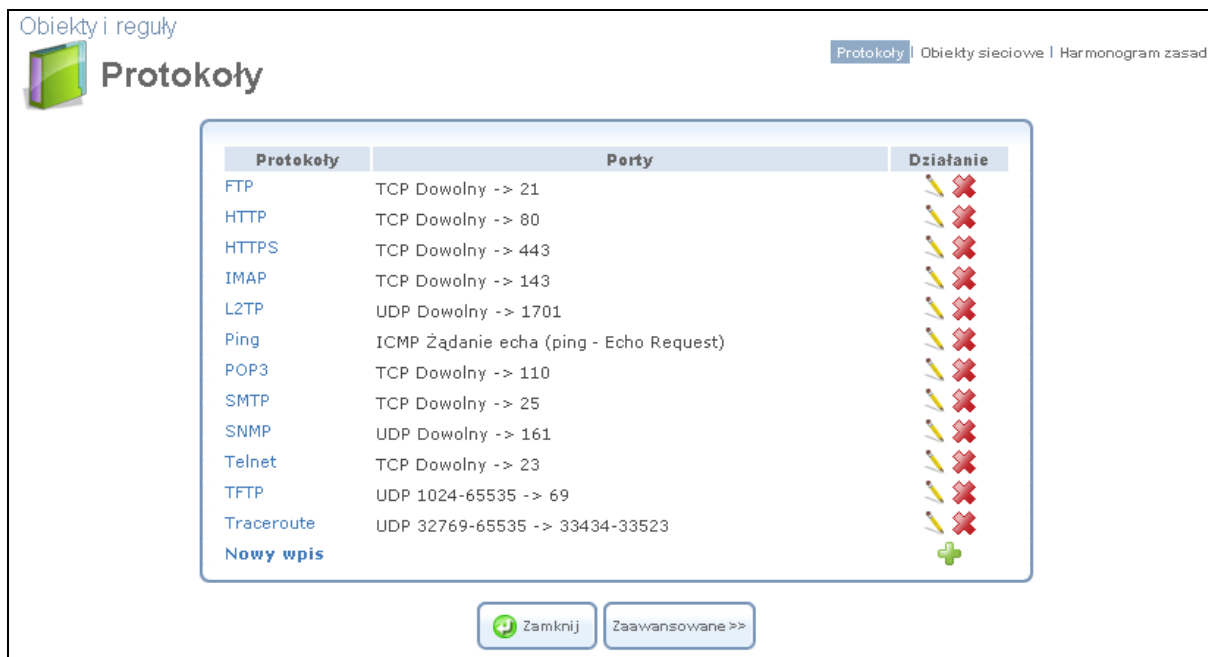 Obiekty i reguły
Protokoły
Protokoły | Obiekty sieciowe | Harmonogram zasad
Protokoły Porty Działanie
FTP TCP Dowolny -> 21
HTTP TCP Dowolny -> 80
HTTPS TCP Dowolny -> 443
IMAP TCP Dowolny -> 143
L2TP UDP Dowolny -> 1701
Ping ICMP Żądanie echa (ping - Echo Request)
POP3 TCP Dowolny -> 110
SMTP TCP Dowolny -> 25
SNMP UDP Dowolny -> 161
Telnet TCP Dowolny -> 23
TFTP UDP 1024-65535 -> 69
Traceroute UDP 32769-65535 -> 33434-33523
Nowy wpis
Zamknij Zaawansowane >>